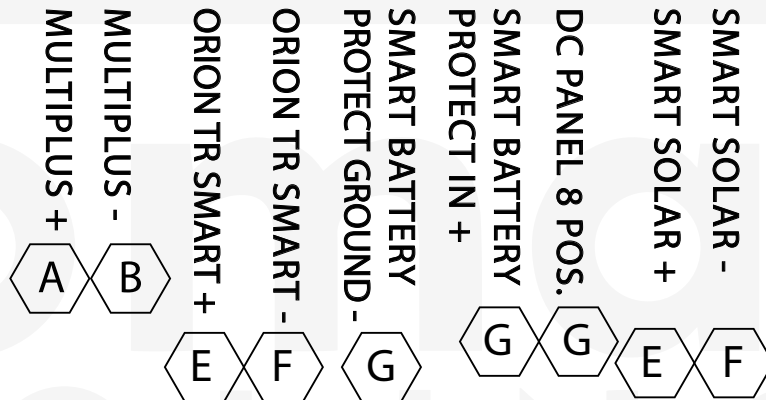 MULTIPLUS +
MULTIPLUS -
ORION TR SMART +
ORION TR SMART -
SMART BATTERY
PROTECT GROUND -
SMART BATTERY
PROTECT IN +
DC PANEL 8 POS.
SMART SOLAR +
SMART SOLAR -
A
B
E
F
G
G
G
E
F